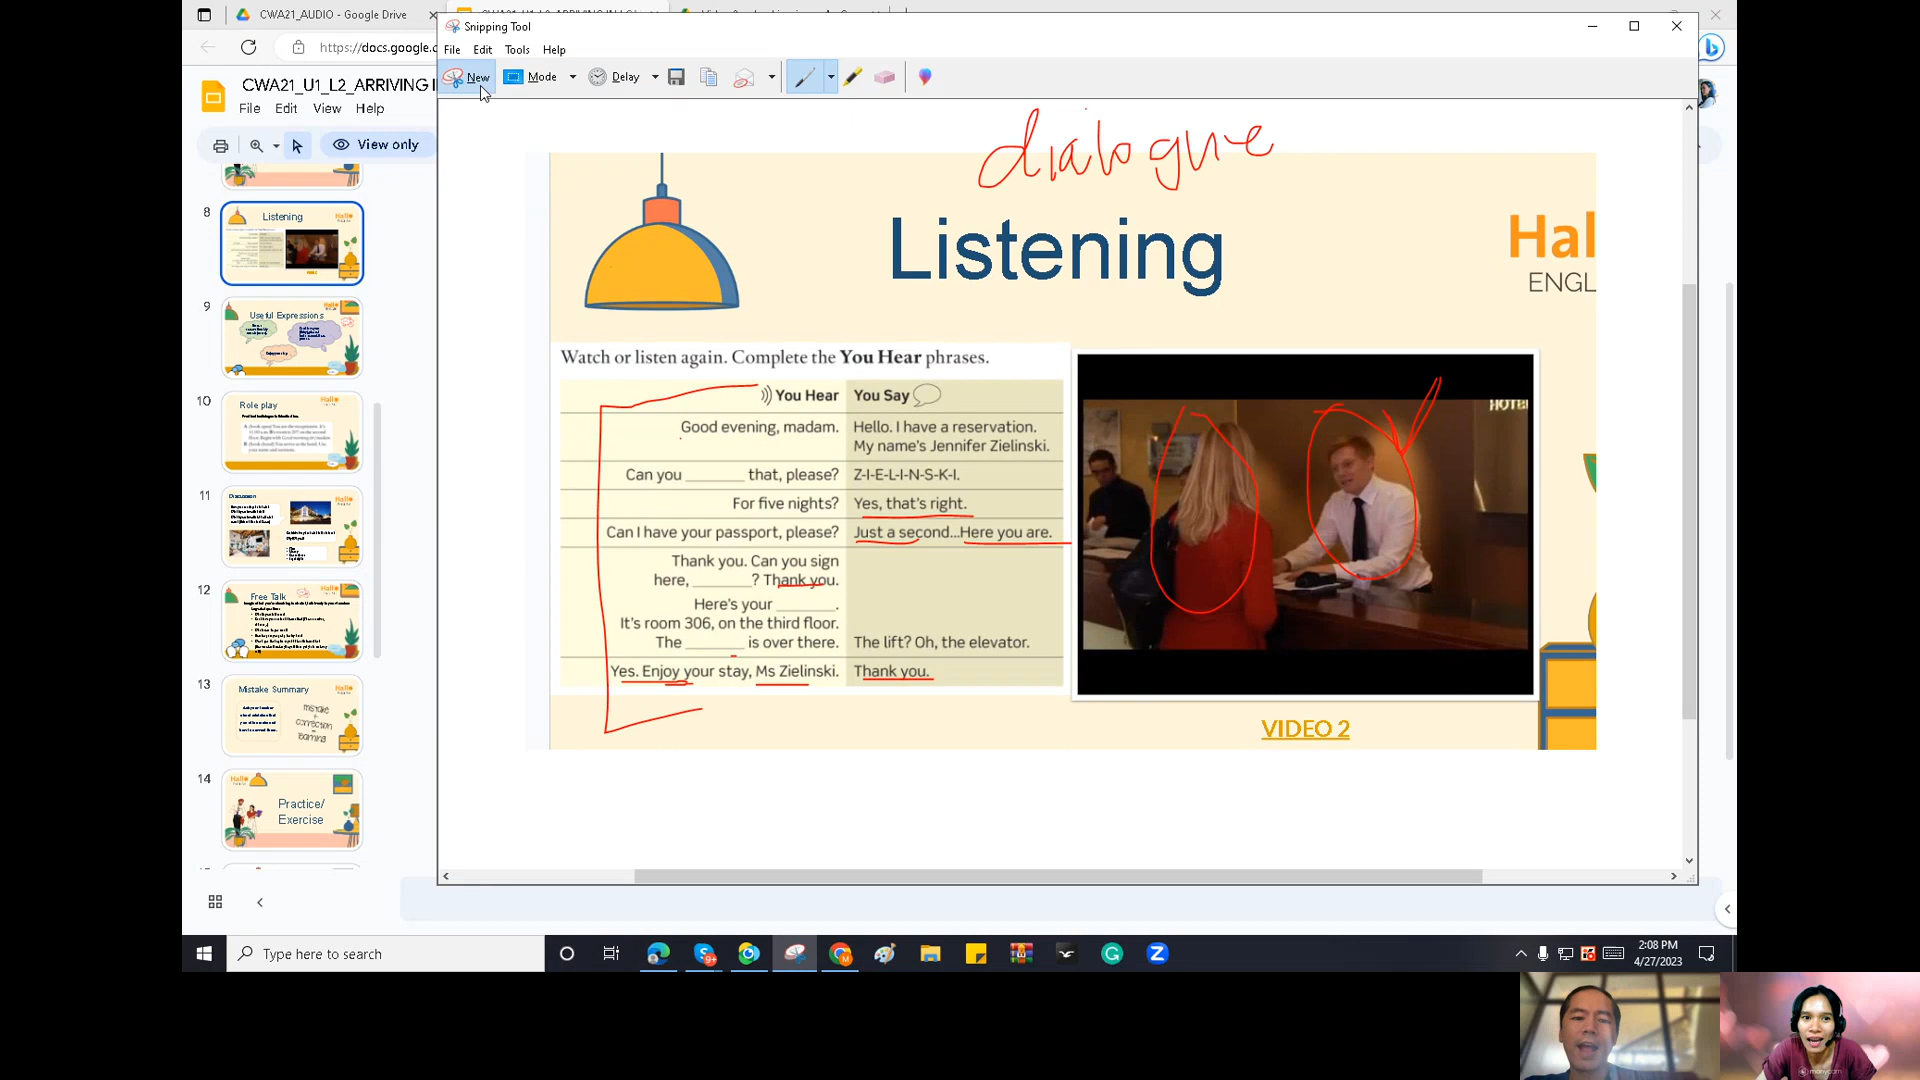 CWA21_AUDIO - Google Drive
Snipping Tool
File Edit Tools Help
https://docs.google.c
New Mode Delay
CWA21_U1_L2_ARRIVING I
File Edit View Help
View only
dialogue
Listening
Hal
ENGL
Watch or listen again. Complete the You Hear phrases.
You Hear You Say
Good evening, madam. Hello. I have a reservation.
My name's Jennifer Zielinski.
Can you ______ that, please? Z-I-E-L-I-N-S-K-I.
For five nights? Yes, that's right.
Can I have your passport, please? Just a second...Here you are.
Thank you. Can you sign
here, ______? Thank you.
Here's your ______.
It's room 306, on the third floor.
The ______ is over there. The lift? Oh, the elevator.
Yes. Enjoy your stay, Ms Zielinski. Thank you.
HOTE
VIDEO 2
8
Listening
9
Useful Expressions
10
Role play
11
Discussion
12
Free Talk
13
Mistake Summary
mistake
+
correction
=
learning
14
Hallo
Practice/
Exercise
Type here to search
2:08 PM
4/27/2023